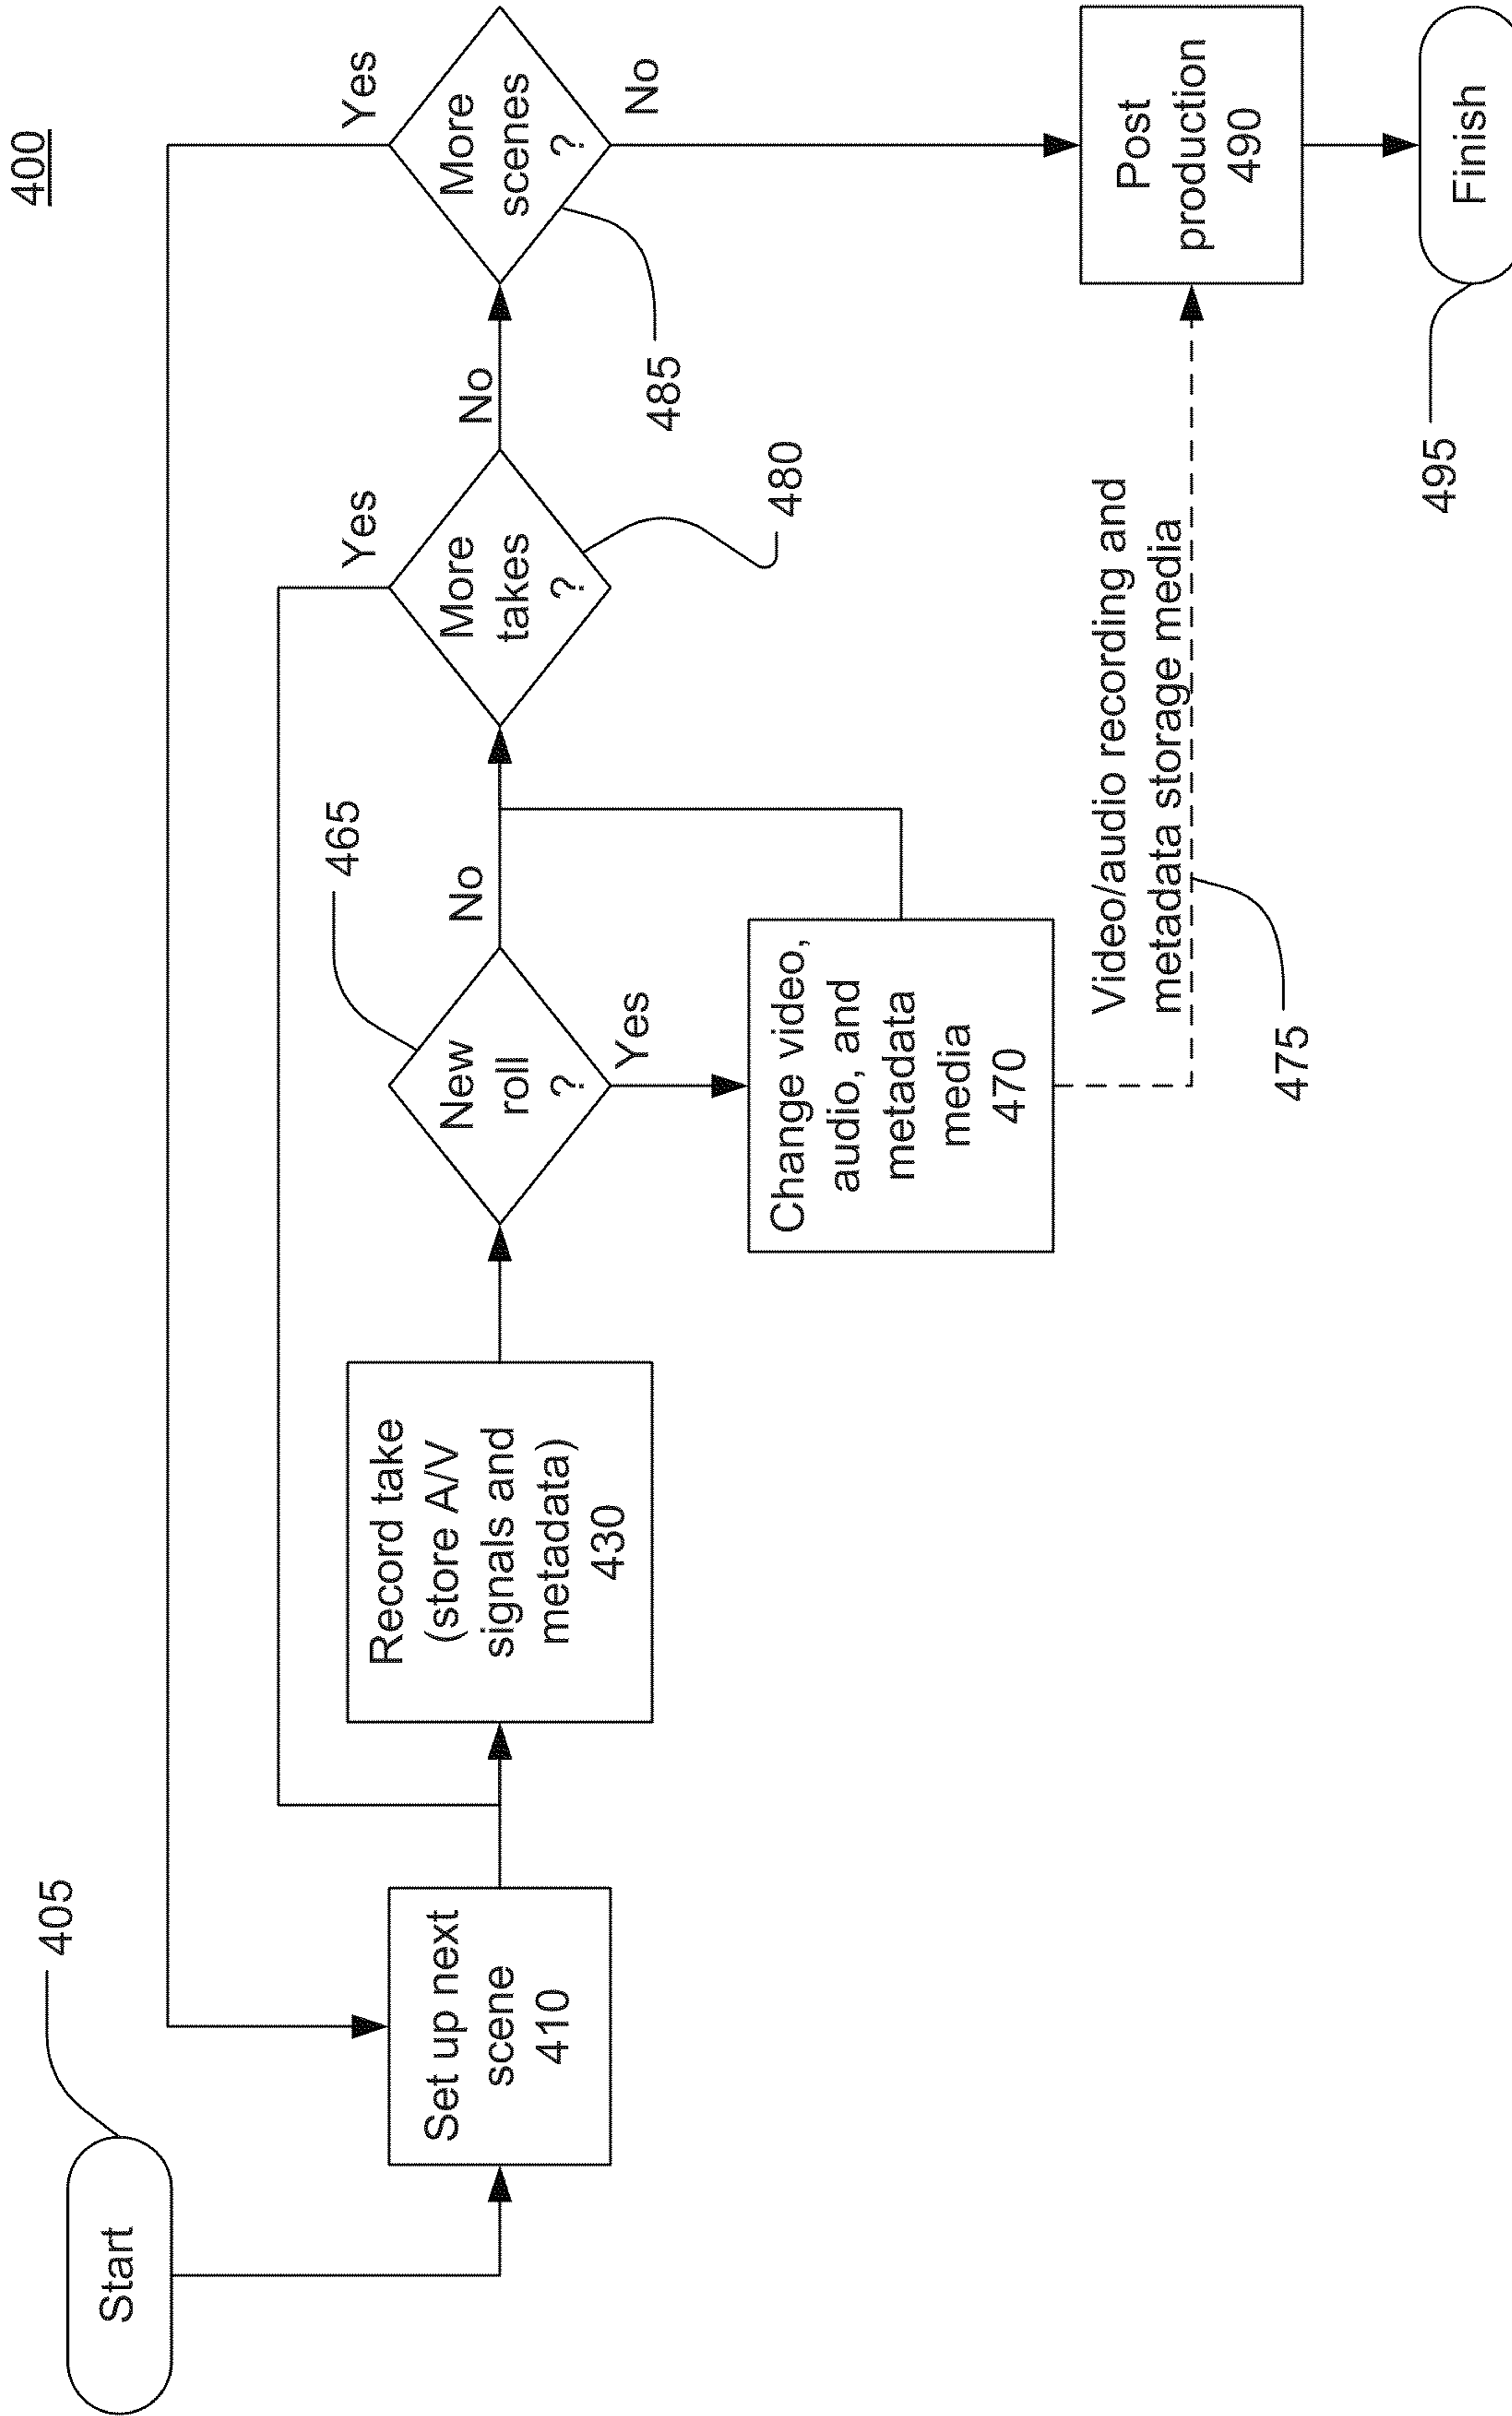 400
Start
405
Set up next
scene
410
Record take
(store A/V
signals and
metadata)
430
New
roll
?
465
No
Yes
Change video,
audio, and
metadata
media
470
Video/audio recording and
metadata storage media
475
More
takes
?
Yes
No
480
More
scenes
?
Yes
No
485
Post
production
490
Finish
495